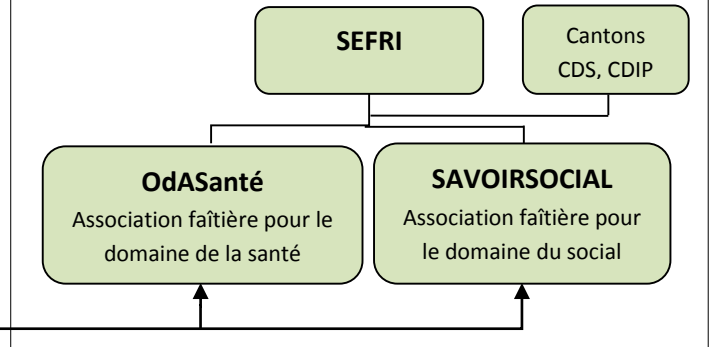 SEFRI
Cantons
CDS, CDIP
OdASanté
Association faîtière pour le
domaine de la santé
SAVOIRSOCIAL
Association faîtière pour
le domaine du social